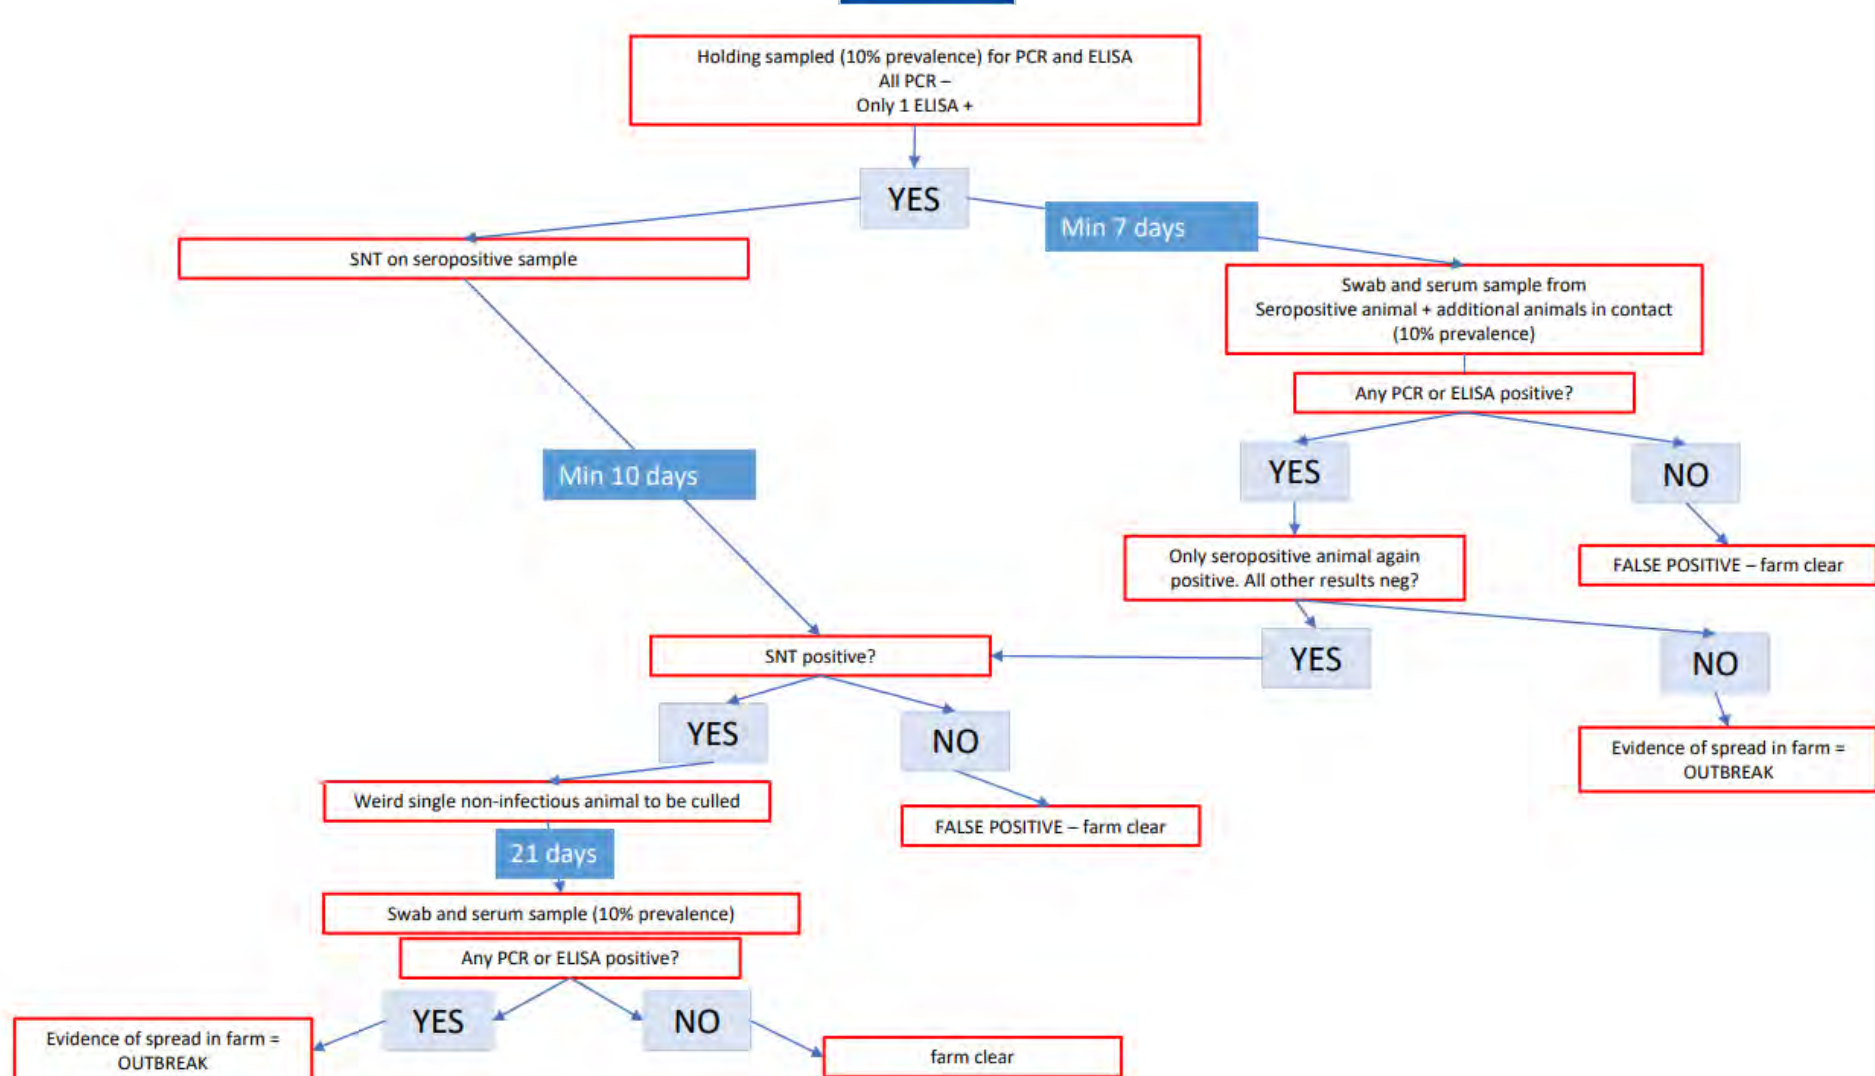 Holding sampled (10% prevalence) for PCR and ELISA
All PCR –
Only 1 ELISA +
YES
Min 7 days
SNT on seropositive sample
Swab and serum sample from
Seropositive animal + additional animals in contact
(10% prevalence)
Any PCR or ELISA positive?
Min 10 days
YES
NO
Only seropositive animal again
positive. All other results neg?
FALSE POSITIVE – farm clear
SNT positive?
YES
NO
YES
NO
Evidence of spread in farm =
OUTBREAK
Weird single non-infectious animal to be culled
FALSE POSITIVE – farm clear
21 days
Swab and serum sample (10% prevalence)
Any PCR or ELISA positive?
YES
NO
Evidence of spread in farm =
OUTBREAK
farm clear